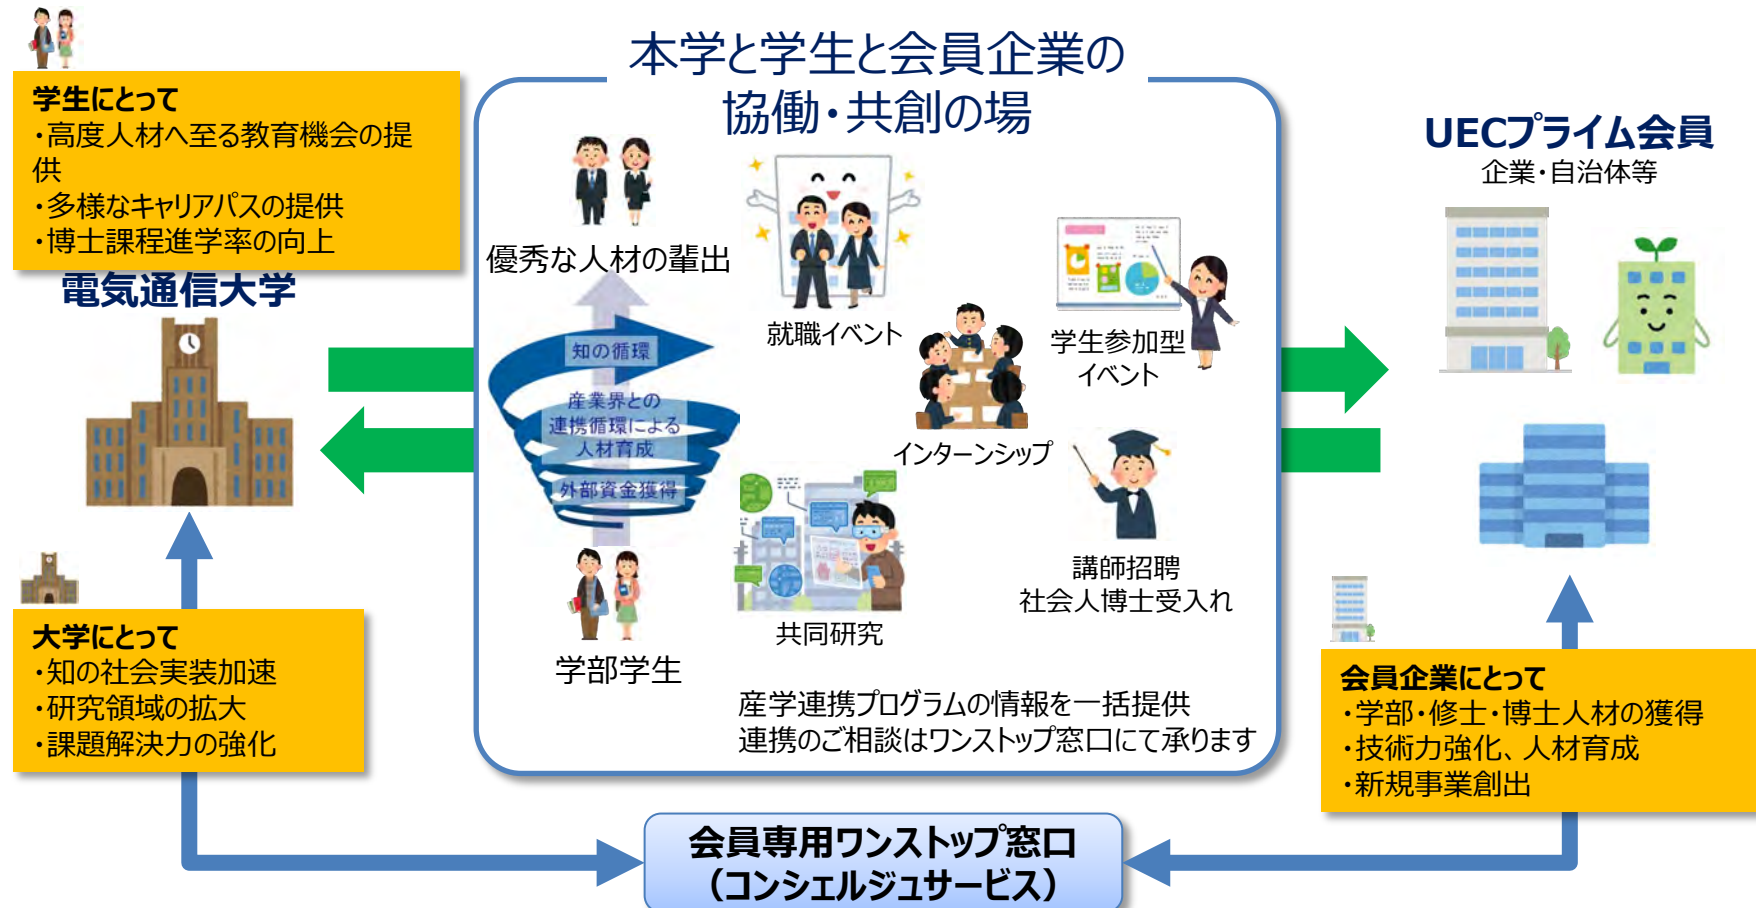 本学と学生と会員企業の
協働・共創の場
学生にとって
・高度人材へ至る教育機会の提
供
・多様なキャリアパスの提供
・博士課程進学率の向上
電気通信大学
UECプライム会員
企業・自治体等
優秀な人材の輩出
知の循環
産業界との
連携循環による
人材育成
外部資金獲得
学部学生
就職イベント
学生参加型
イベント
インターンシップ
共同研究
講師招聘
社会人博士受入れ
産学連携プログラムの情報を一括提供
連携のご相談はワンストップ窓口にて承ります
大学にとって
・知の社会実装加速
・研究領域の拡大
・課題解決力の強化
会員企業にとって
・学部・修士・博士人材の獲得
・技術力強化、人材育成
・新規事業創出
会員専用ワンストップ窓口
（コンシェルジュサービス）